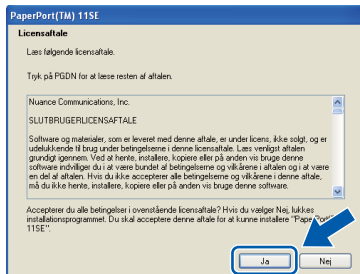 PaperPort(TM) 11SE
Licensaftale
Læs følgende licensaftale.
Tryk på PGDN for at læse resten af aftalen.
Nuance Communications, Inc.
SLUTBRUGERLICENSAFTALE
Software og materialer, som er leveret med denne aftale, er under licens, ikke solgt, og er
udelukkende til brug under betingelserne i denne licensaftale. Læs venligst aftalen
grundigt igennem. Ved at hente, installere, kopiere eller på anden vis bruge denne
software indvilliger du i at være bundet af betingelserne og vilkårene i aftalen og i at være
en del af aftalen. Hvis du ikke accepterer alle betingelser og vilkårene i denne aftale,
må du ikke hente, installere, kopiere eller på anden vis bruge denne software.
Accepterer du alle betingelser i ovenstående licensaftale? Hvis du vælger Nej, lukkes
installationsprogrammet. Du skal acceptere denne aftale for at kunne installere "PaperPort(TM)
11SE".
Ja
Nej